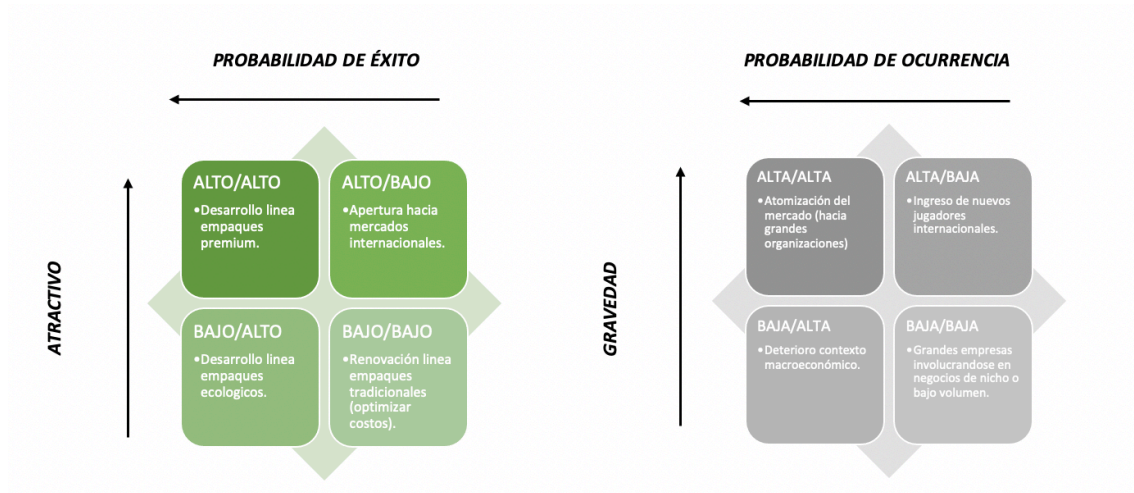 PROBABILIDAD DE ÉXITO
ATRACTIVO
ALTO/ALTO
•Desarrollo linea
empaques
premium.
ALTO/BAJO
•Apertura hacia
mercados
internacionales.
BAJO/ALTO
•Desarrollo linea
empaques
ecologicos.
BAJO/BAJO
•Renovación linea
empaques
tradicionales
(optimizar
costos).
PROBABILIDAD DE OCURRENCIA
GRAVEDAD
ALTA/ALTA
•Atomización del
mercado (hacia
grandes
organizaciones)
ALTA/BAJA
•Ingreso de nuevos
jugadores
internacionales.
BAJA/ALTA
•Deterioro contexto
macroeconómico.
BAJA/BAJA
•Grandes empresas
involucrandose en
negocios de nicho o
bajo volumen.